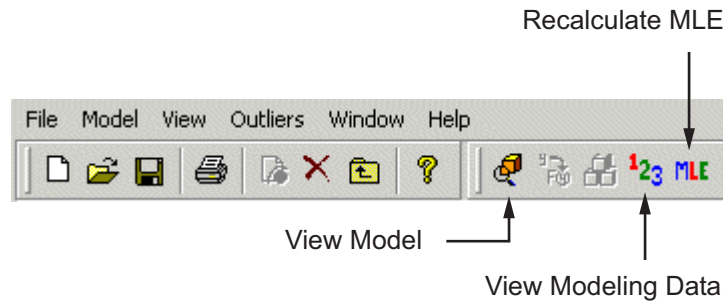 Recalculate MLE
File Model View Outliers Window Help
? 123 MLE
View Model
View Modeling Data